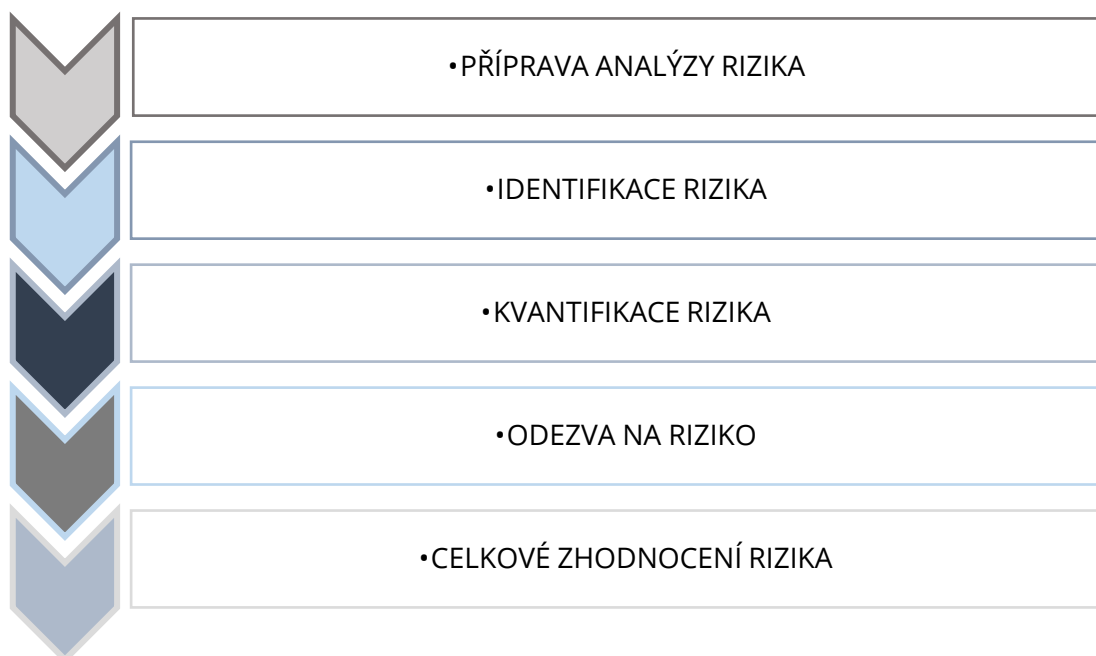 •PŘÍPRAVA ANALÝZY RIZIKA
•IDENTIFIKACE RIZIKA
•KVANTIFIKACE RIZIKA
•ODEZVA NA RIZIKO
•CELKOVÉ ZHODNOCENÍ RIZIKA